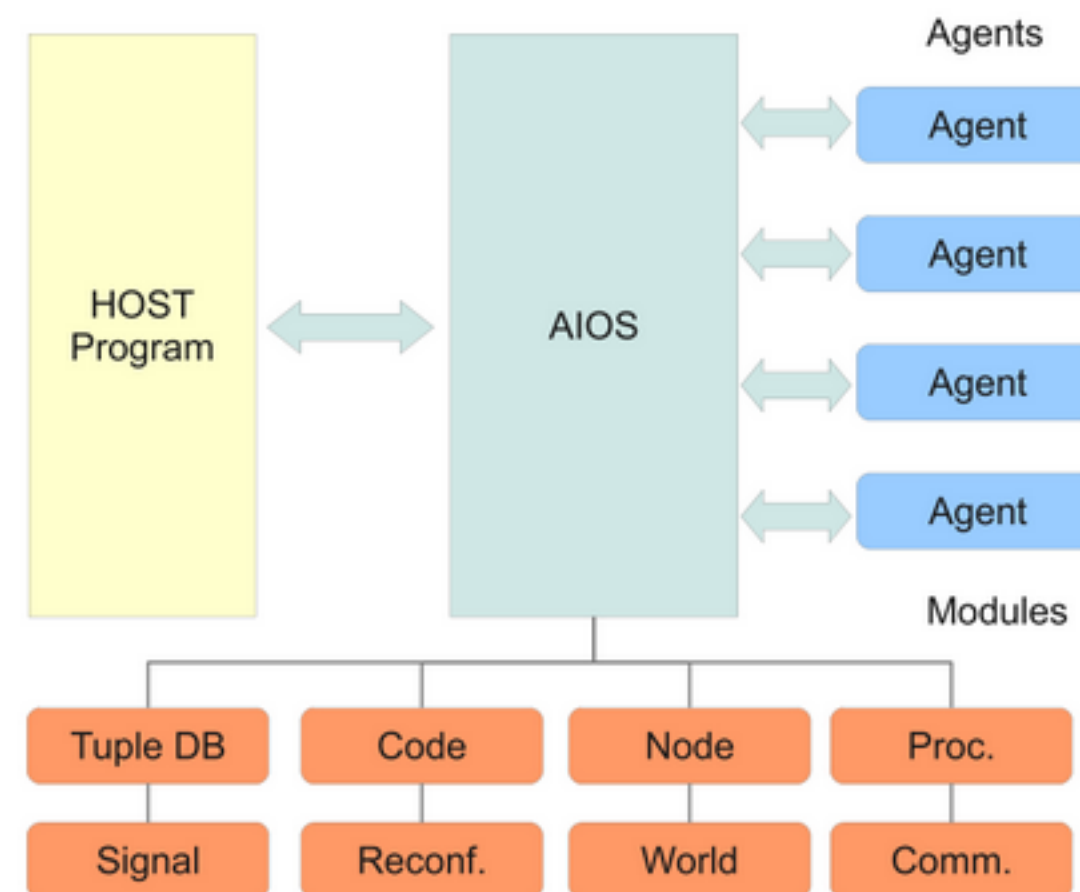 Agents
Agent
Agent
HOST
Program
AIOS
Agent
Agent
Modules
Tuple DB
Code
Node
Proc.
Signal
Reconf.
World
Comm.